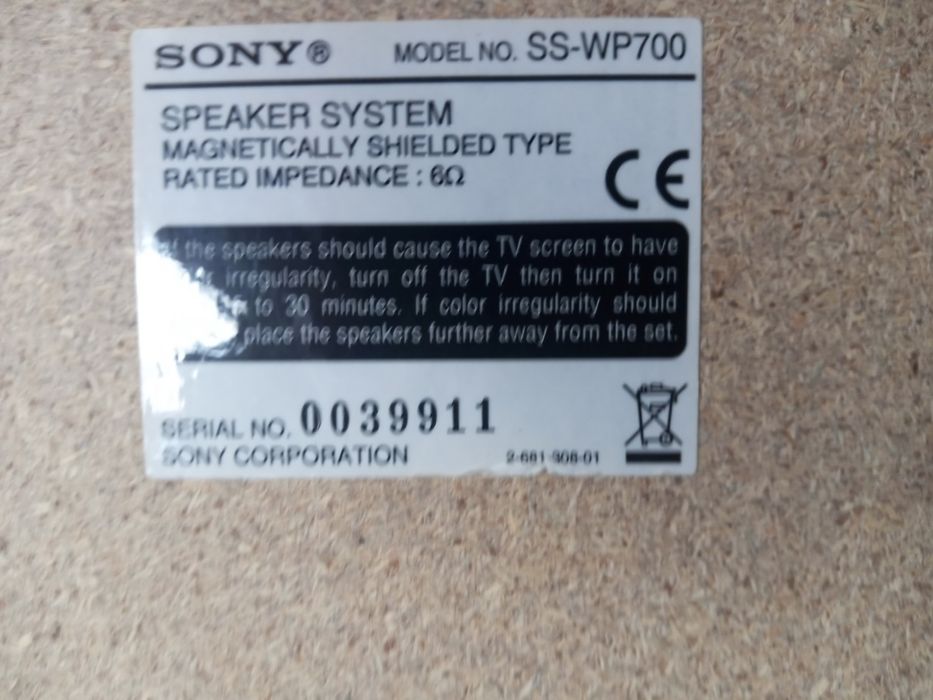 SONY® MODEL NO. SS-WP700
SPEAKER SYSTEM
MAGNETICALLY SHIELDED TYPE
RATED IMPEDANCE : 6Ω
CE
the speakers should cause the TV screen to have
irregularity, turn off the TV then turn it on
to 30 minutes. If color irregularity should
place the speakers further away from the set.
SERIAL NO. 0039911
SONY CORPORATION 2-681-908-01